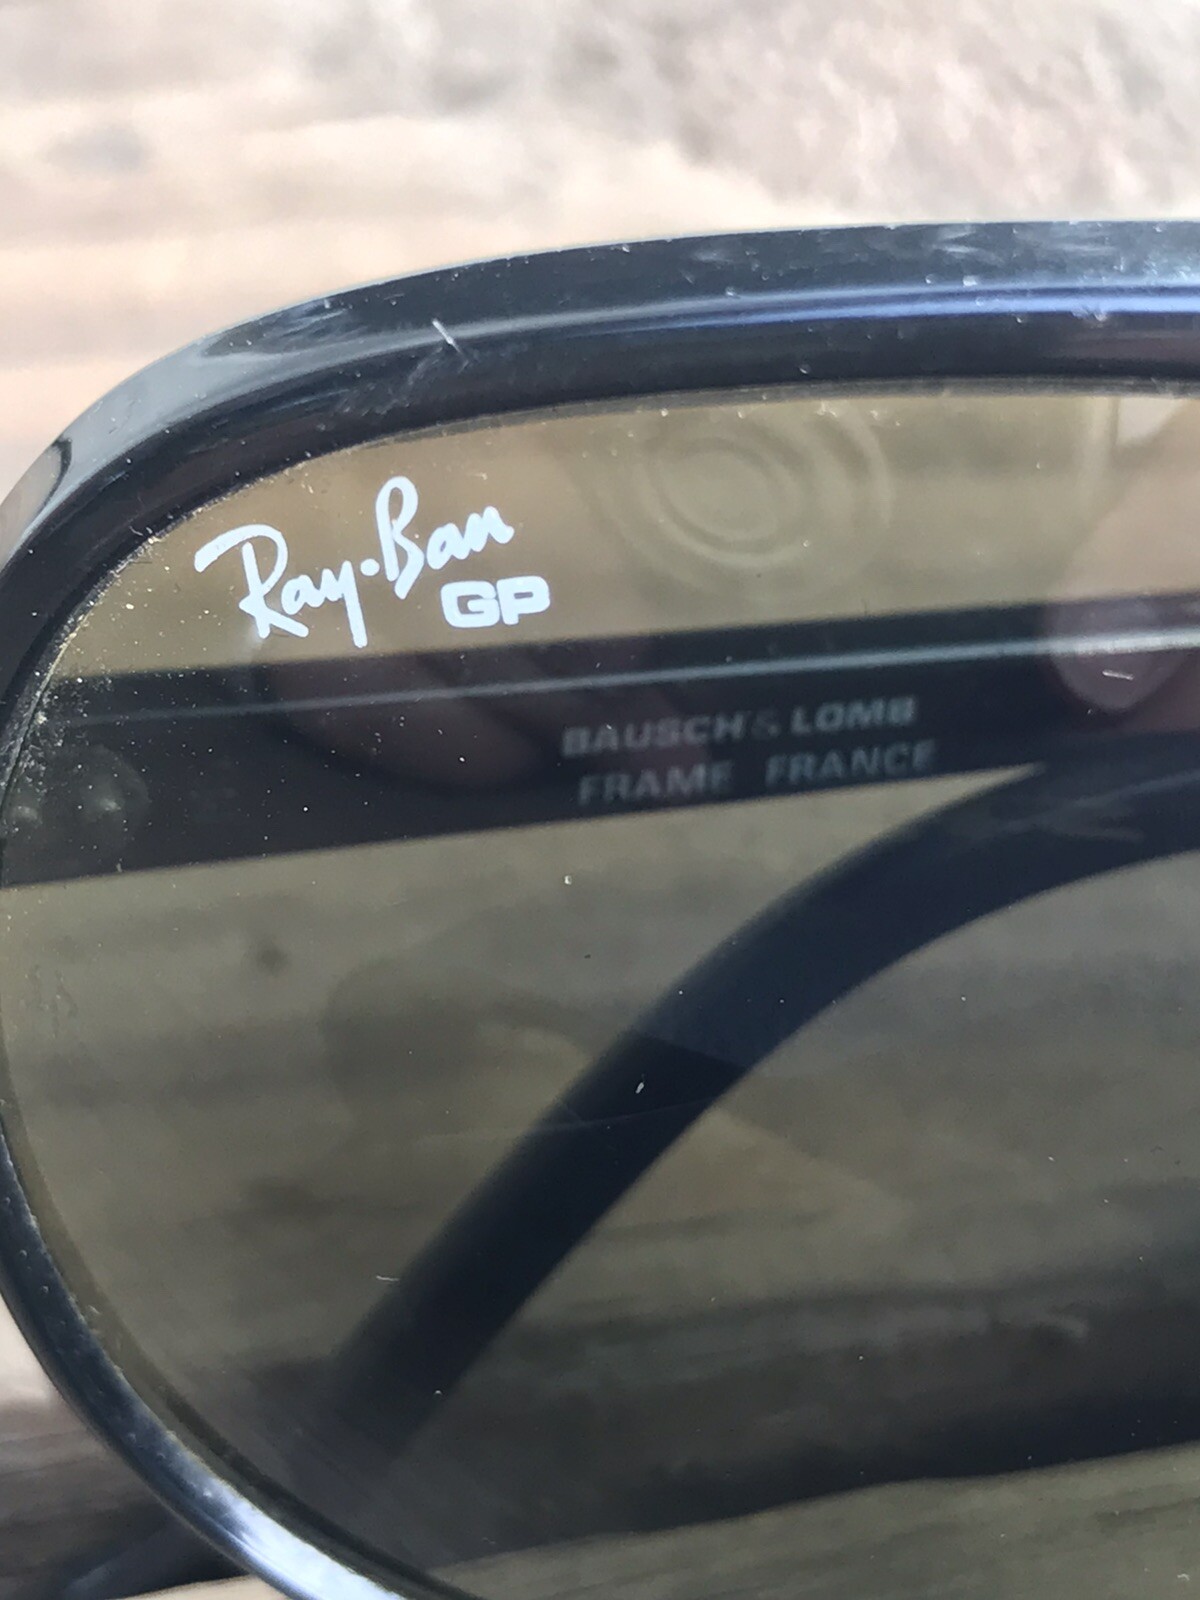 Ray-Ban
GP
BAUSCH & LOMB
FRAME FRANCE